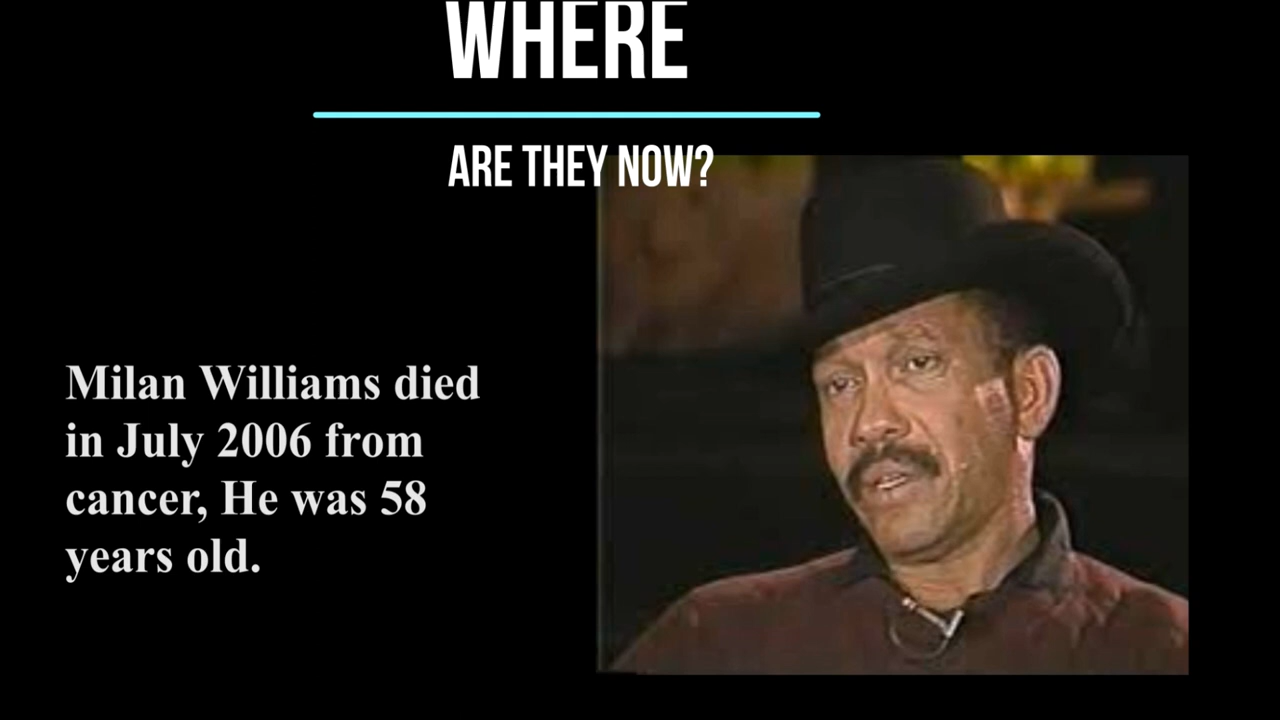 WHERE
ARE THEY NOW?
Milan Williams died
in July 2006 from
cancer, He was 58
years old.